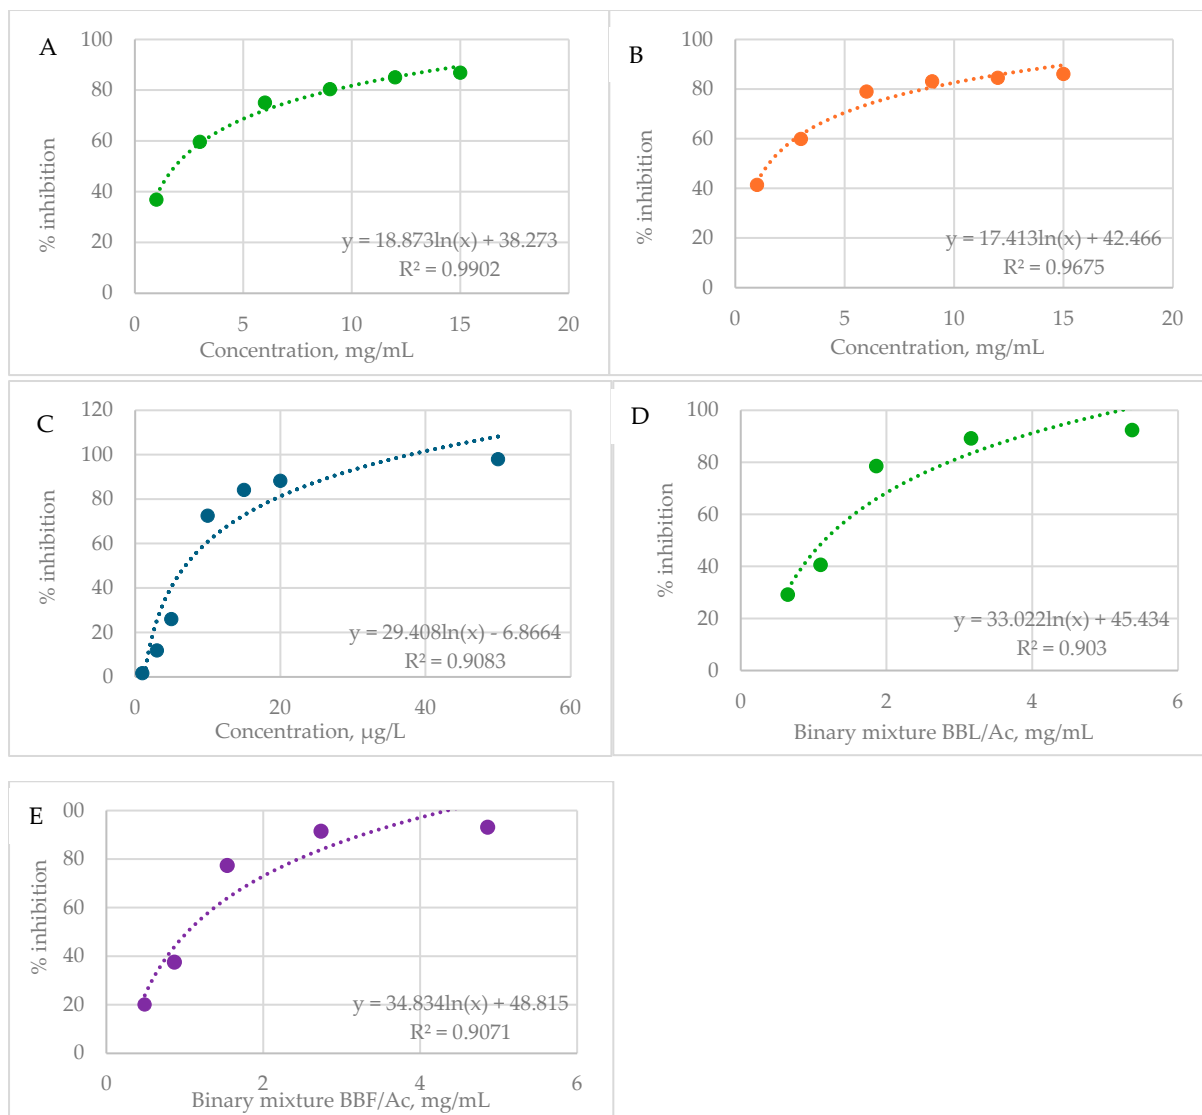 A
100
80
60
40
20
0
% inhibition
y = 18.873ln(x) + 38.273
R² = 0.9902
0 5 10 15 20
Concentration, mg/mL
B
100
80
60
40
20
0
% inhibition
y = 17.413ln(x) + 42.466
R² = 0.9675
0 5 10 15 20
Concentration, mg/mL
C
120
100
80
60
40
20
0
% inhibition
y = 29.408ln(x) - 6.8664
R² = 0.9083
0 20 40 60
Concentration, µg/L
D
100
80
60
40
20
0
% inhibition
y = 33.022ln(x) + 45.434
R² = 0.903
0 2 4 6
Binary mixture BBL/Ac, mg/mL
E
00
80
60
40
20
0
% inhibition
y = 34.834ln(x) + 48.815
R² = 0.9071
0 2 4 6
Binary mixture BBF/Ac, mg/mL